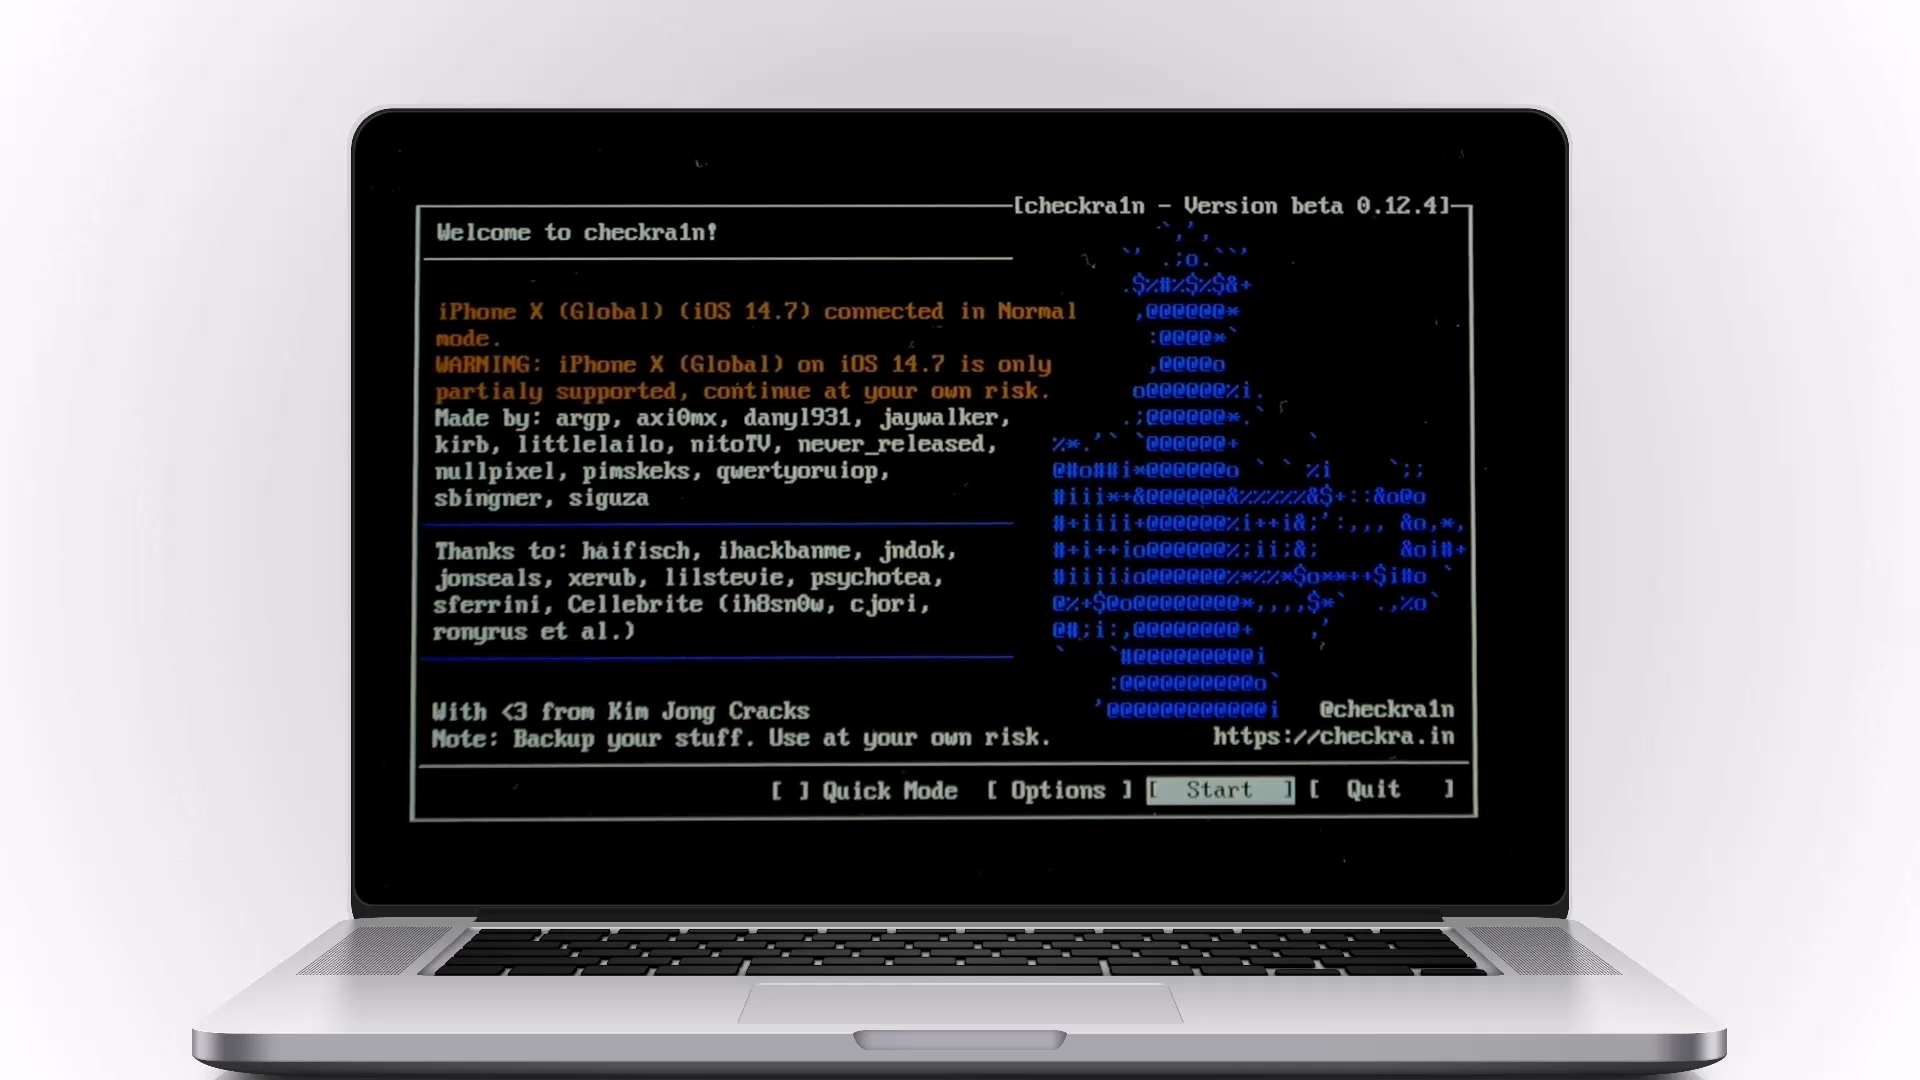 [checkra1n - Version beta 0.12.4]
Welcome to checkra1n!
iPhone X (Global) (iOS 14.7) connected in Normal
mode.
WARNING: iPhone X (Global) on iOS 14.7 is only
partialy supported, continue at your own risk.
Made by: argp, axi0mx, danyl931, jaywalker,
kirb, littlelailo, nitoTV, never_released,
nullpixel, pimskeks, qwertyoruiop,
sbingner, siguza
Thanks to: haifisch, ihackbanme, jndok,
jonseals, xerub, lilstevie, psychotea,
sferrini, Cellebrite (ih8sn0w, cjori,
ronyrus et al.)
With <3 from Kim Jong Cracks
Note: Backup your stuff. Use at your own risk.
@checkra1n
https://checkra.in
[ ] Quick Mode [ Options ] [ Start ] [ Quit ]